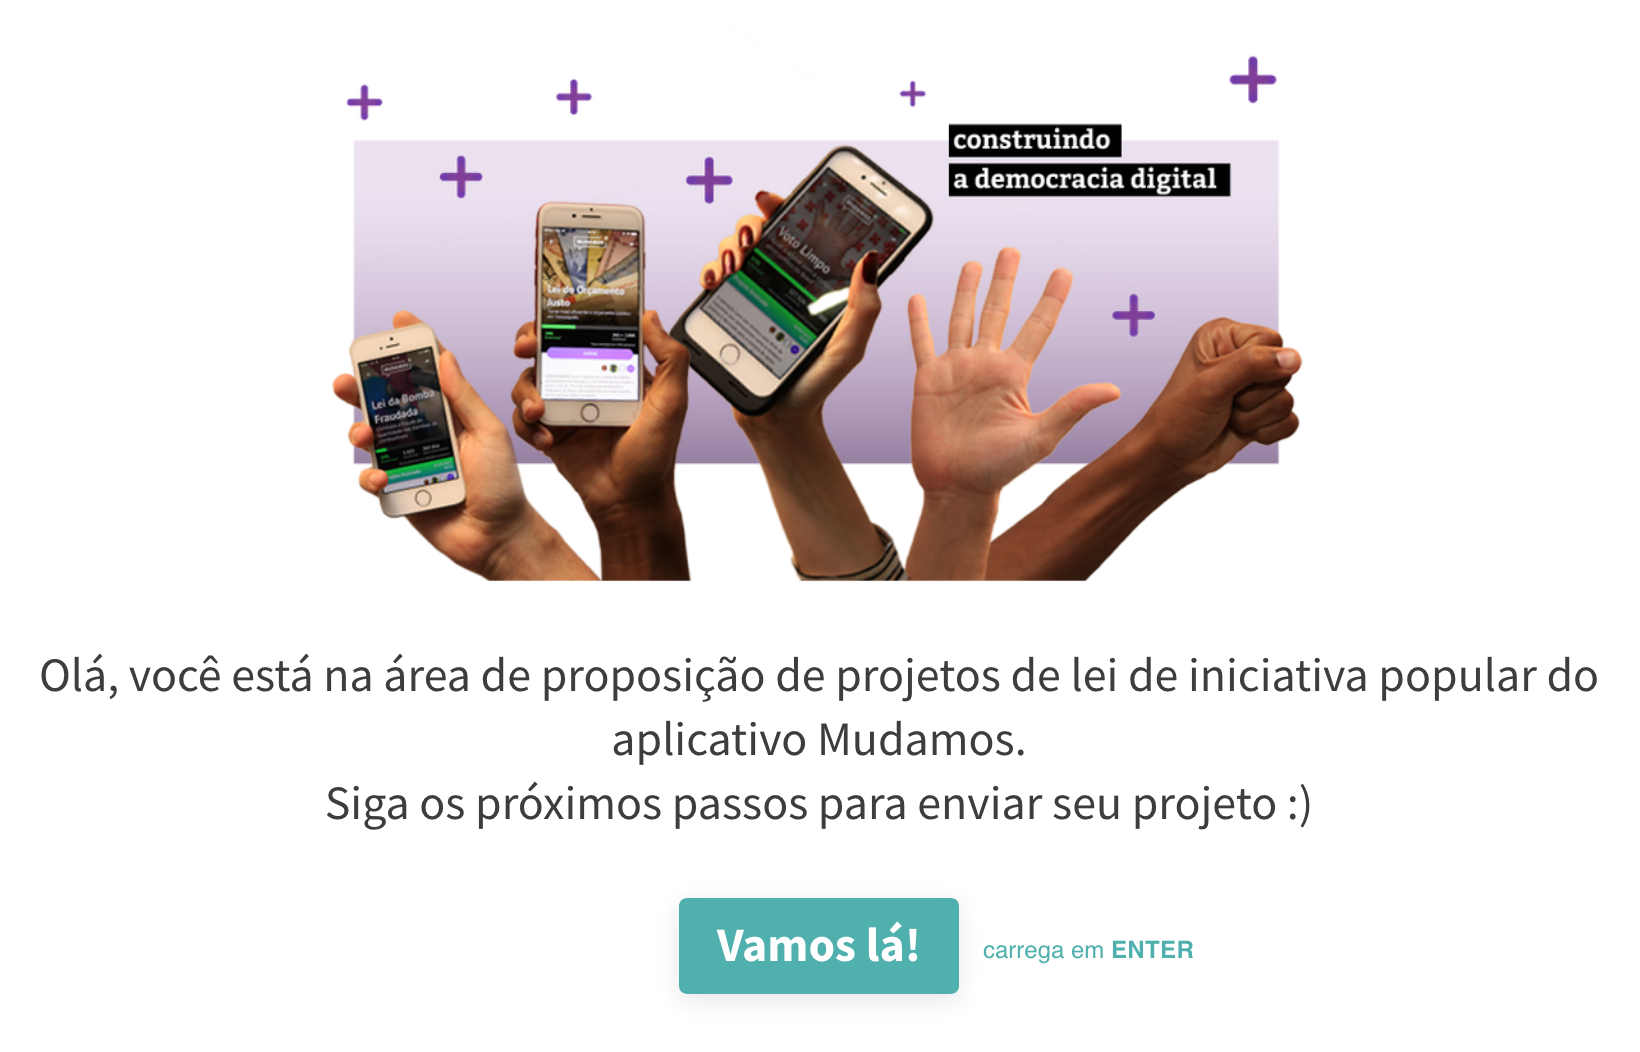 construindo
a democracia digital
Voto Limpo
Lei do Orçamento
Justo
Lei da Bomba
Fraudada
Olá, você está na área de proposição de projetos de lei de iniciativa popular do
aplicativo Mudamos.
Siga os próximos passos para enviar seu projeto :)
Vamos lá!
carrega em ENTER